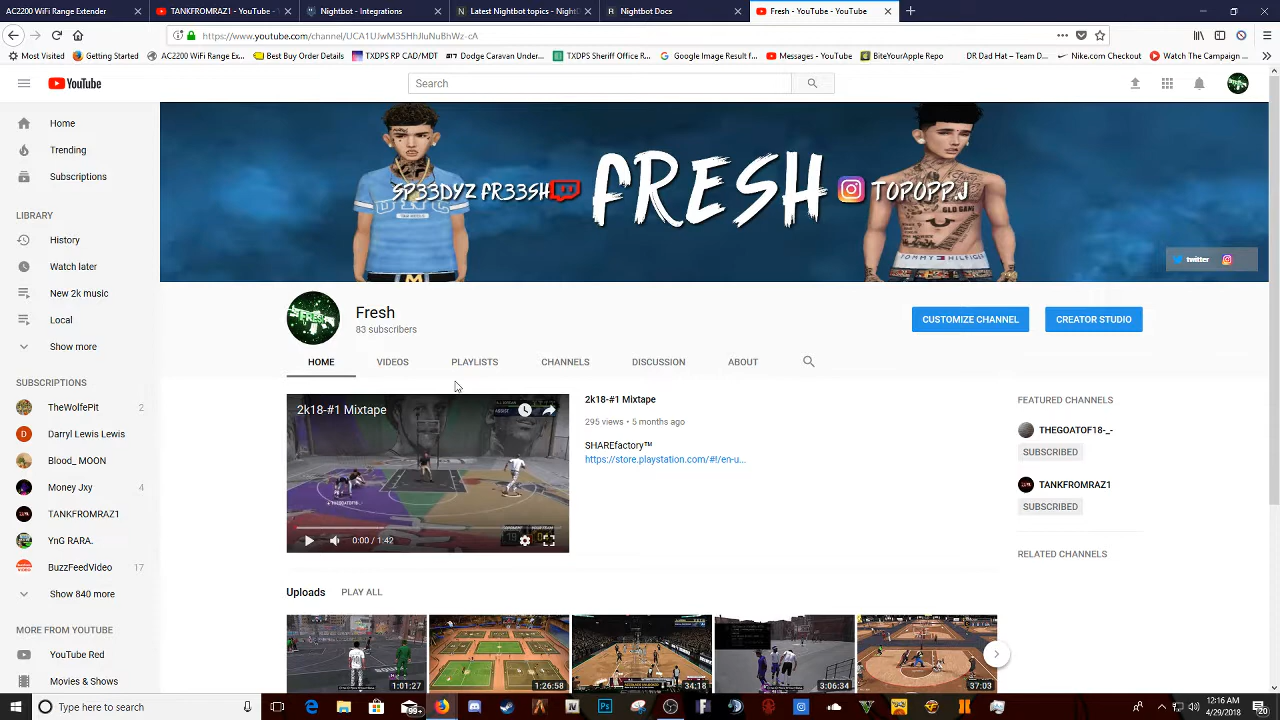 AC2200 WiFi Range Extender
TANKFROMRAZ1 - YouTube - YouTube
Nightbot - Integrations
Latest Nightbot topics - Night
Nightbot Docs
Fresh - YouTube - YouTube
https://www.youtube.com/channel/UCA1UJwM35HhJluNuBhWz-cA
Most Visited
Getting Started
AC2200 WiFi Range Ex...
Best Buy Order Details
TXDPS RP CAD/MDT
Dodge Caravan Under...
TXDPS Sheriff Office R...
Google Image Result f...
Messages - YouTube
BiteYourApple Repo
DR Dad Hat – Team D...
Nike.com Checkout
Watch The Campaign ...
YouTube
Search
Home
Trending
Subscriptions
LIBRARY
History
Watch later
New 2k music
Local
Show more
SUBSCRIPTIONS
TheWolfePit 2
Darryl Lewis Lewis
Blood_ MOON
Money Jxy 4
TANKFROMRAZ1
YnG RARA-
BuzzFeedVideo 17
Show 840 more
MORE FROM YOUTUBE
YouTube Red
Movies & Shows
SP33DYZ FR33SH
FRESH
TOPOPP.J
twitter
TOMMY HILFIGER
FRESH
Fresh
83 subscribers
CUSTOMIZE CHANNEL
CREATOR STUDIO
HOME
VIDEOS
PLAYLISTS
CHANNELS
DISCUSSION
ABOUT
2k18-#1 Mixtape
0:00 / 1:42
2k18-#1 Mixtape
295 views • 5 months ago
SHAREfactory™
https://store.playstation.com/#!/en-u...
FEATURED CHANNELS
THEGOATOF18-_-
SUBSCRIBED
TANKFROMRAZ1
SUBSCRIBED
RELATED CHANNELS
Uploads
PLAY ALL
1:01:27
1:26:58
34:18
3:06:34
37:03
here to search
99+
12:16 AM
4/29/2018
20